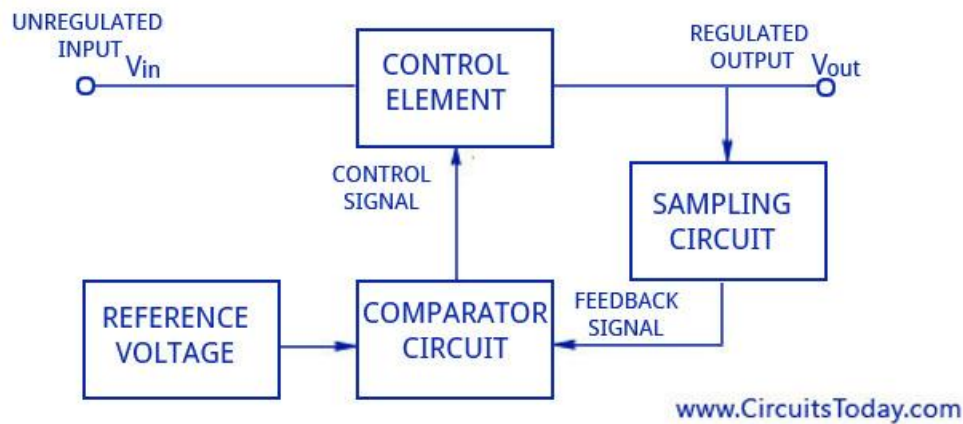 UNREGULATED
INPUT
Vin
CONTROL
ELEMENT
REGULATED
OUTPUT
Vout
CONTROL
SIGNAL
SAMPLING
CIRCUIT
REFERENCE
VOLTAGE
COMPARATOR
CIRCUIT
FEEDBACK
SIGNAL
www.CircuitsToday.com